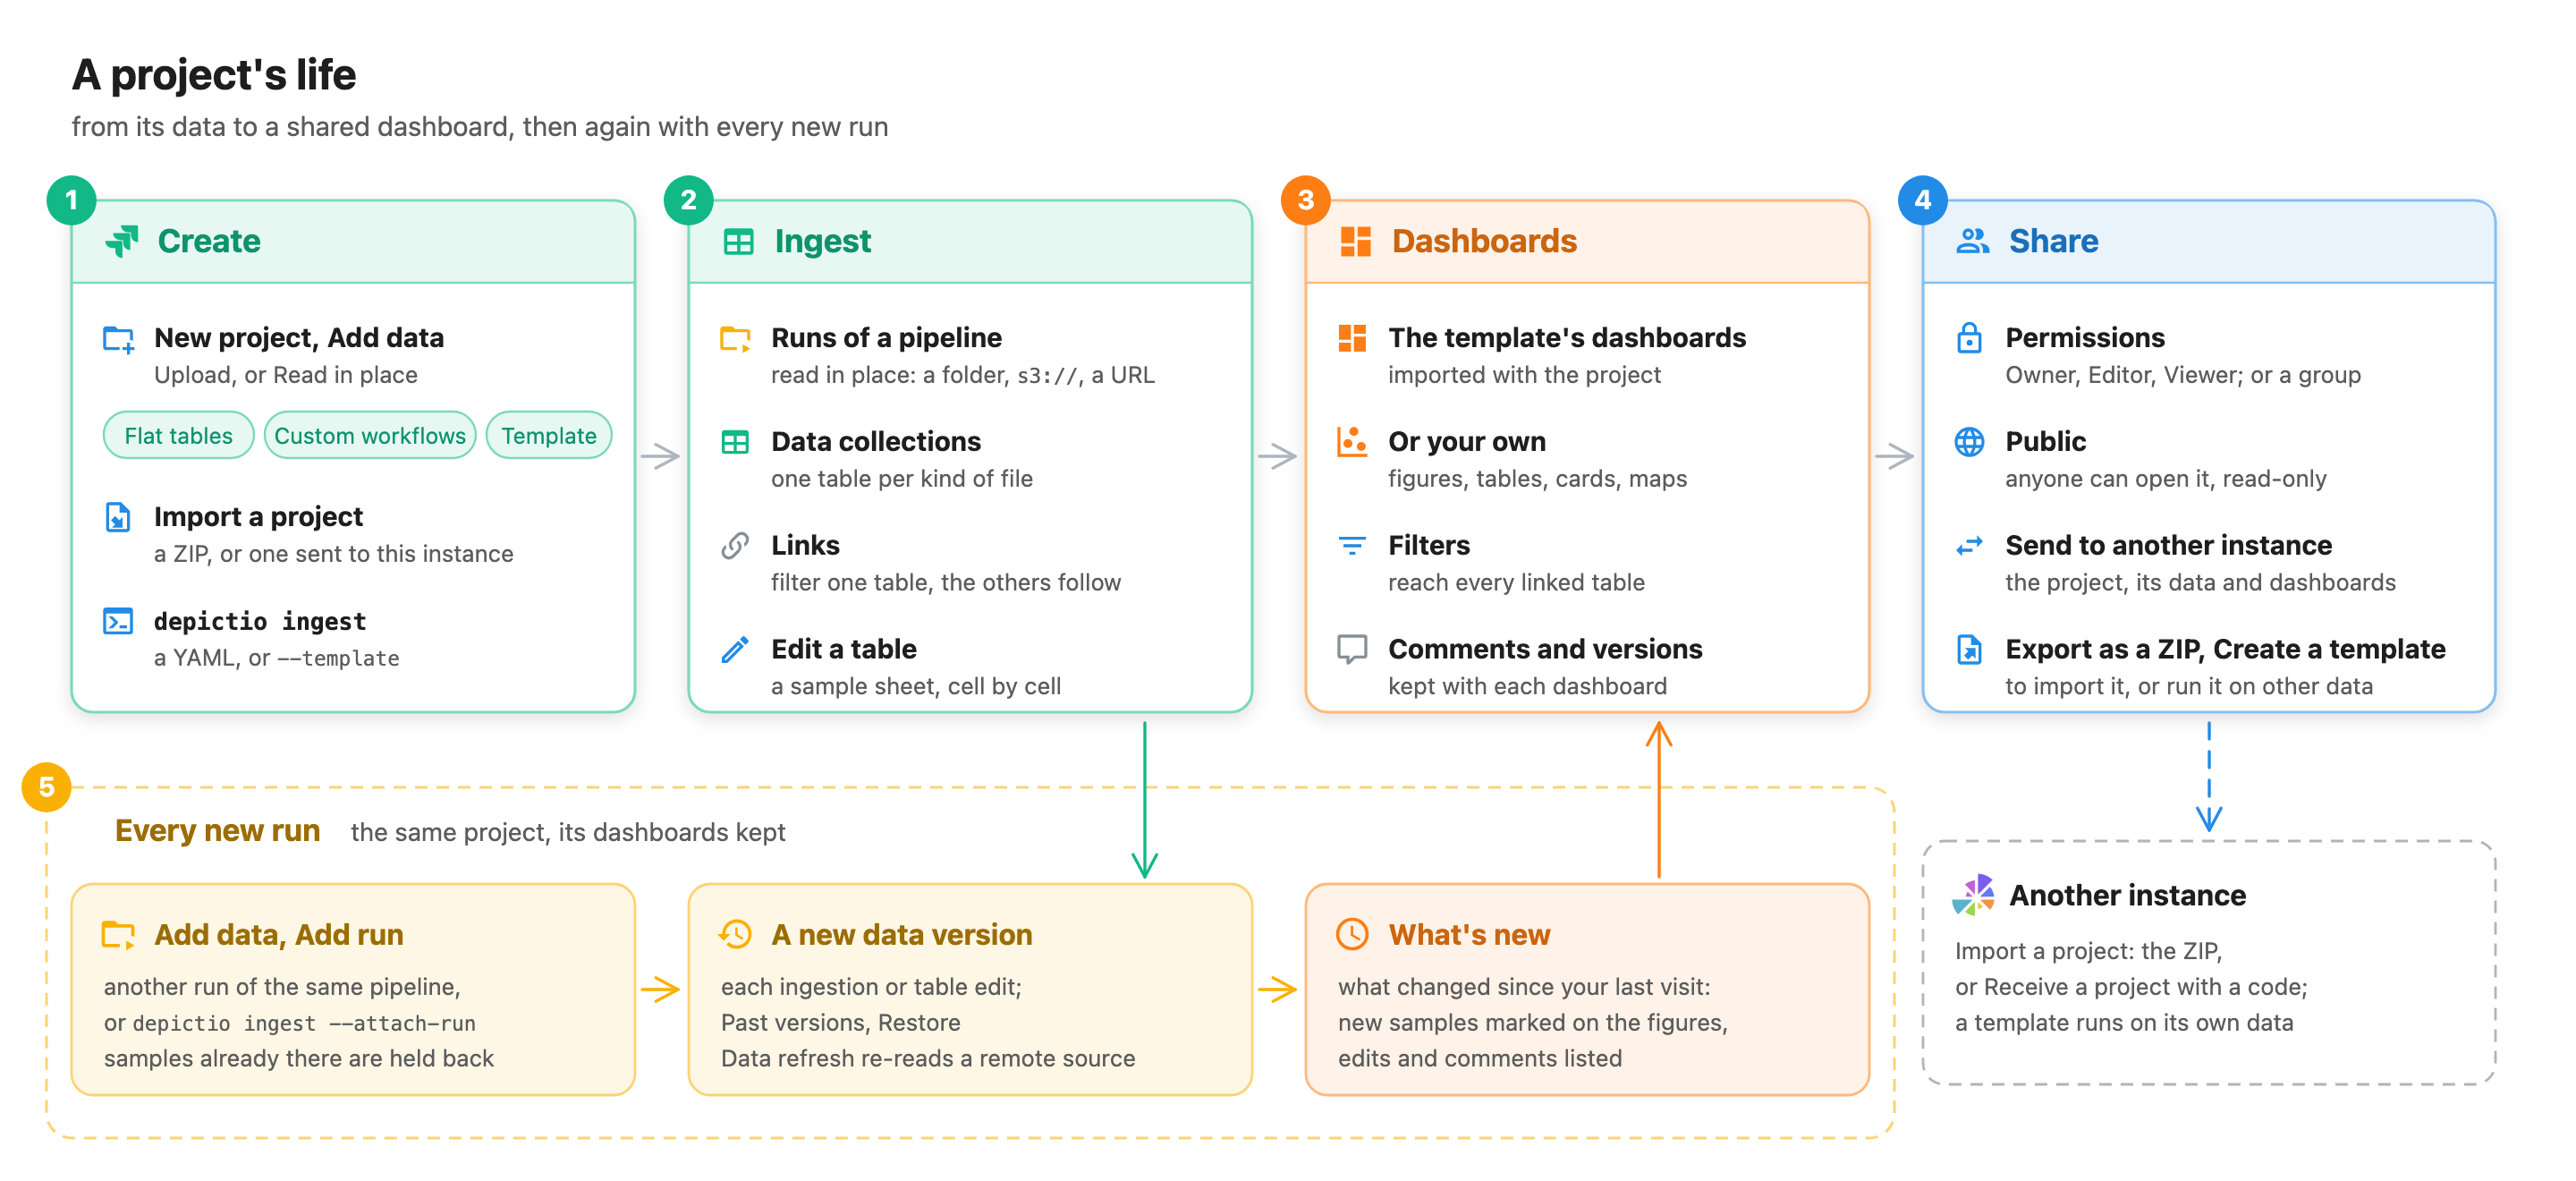 A project's life
from its data to a shared dashboard, then again with every new run
1
Create
New project, Add data
Upload, or Read in place
Flat tables
Custom workflows
Template
Import a project
a ZIP, or one sent to this instance
depictio ingest
a YAML, or --template
2
Ingest
Runs of a pipeline
read in place: a folder, s3://, a URL
Data collections
one table per kind of file
Links
filter one table, the others follow
Edit a table
a sample sheet, cell by cell
3
Dashboards
The template's dashboards
imported with the project
Or your own
figures, tables, cards, maps
Filters
reach every linked table
Comments and versions
kept with each dashboard
4
Share
Permissions
Owner, Editor, Viewer; or a group
Public
anyone can open it, read-only
Send to another instance
the project, its data and dashboards
Export as a ZIP, Create a template
to import it, or run it on other data
5
Every new run the same project, its dashboards kept
Add data, Add run
another run of the same pipeline,
or depictio ingest --attach-run
samples already there are held back
A new data version
each ingestion or table edit;
Past versions, Restore
Data refresh re-reads a remote source
What's new
what changed since your last visit:
new samples marked on the figures,
edits and comments listed
Another instance
Import a project: the ZIP,
or Receive a project with a code;
a template runs on its own data